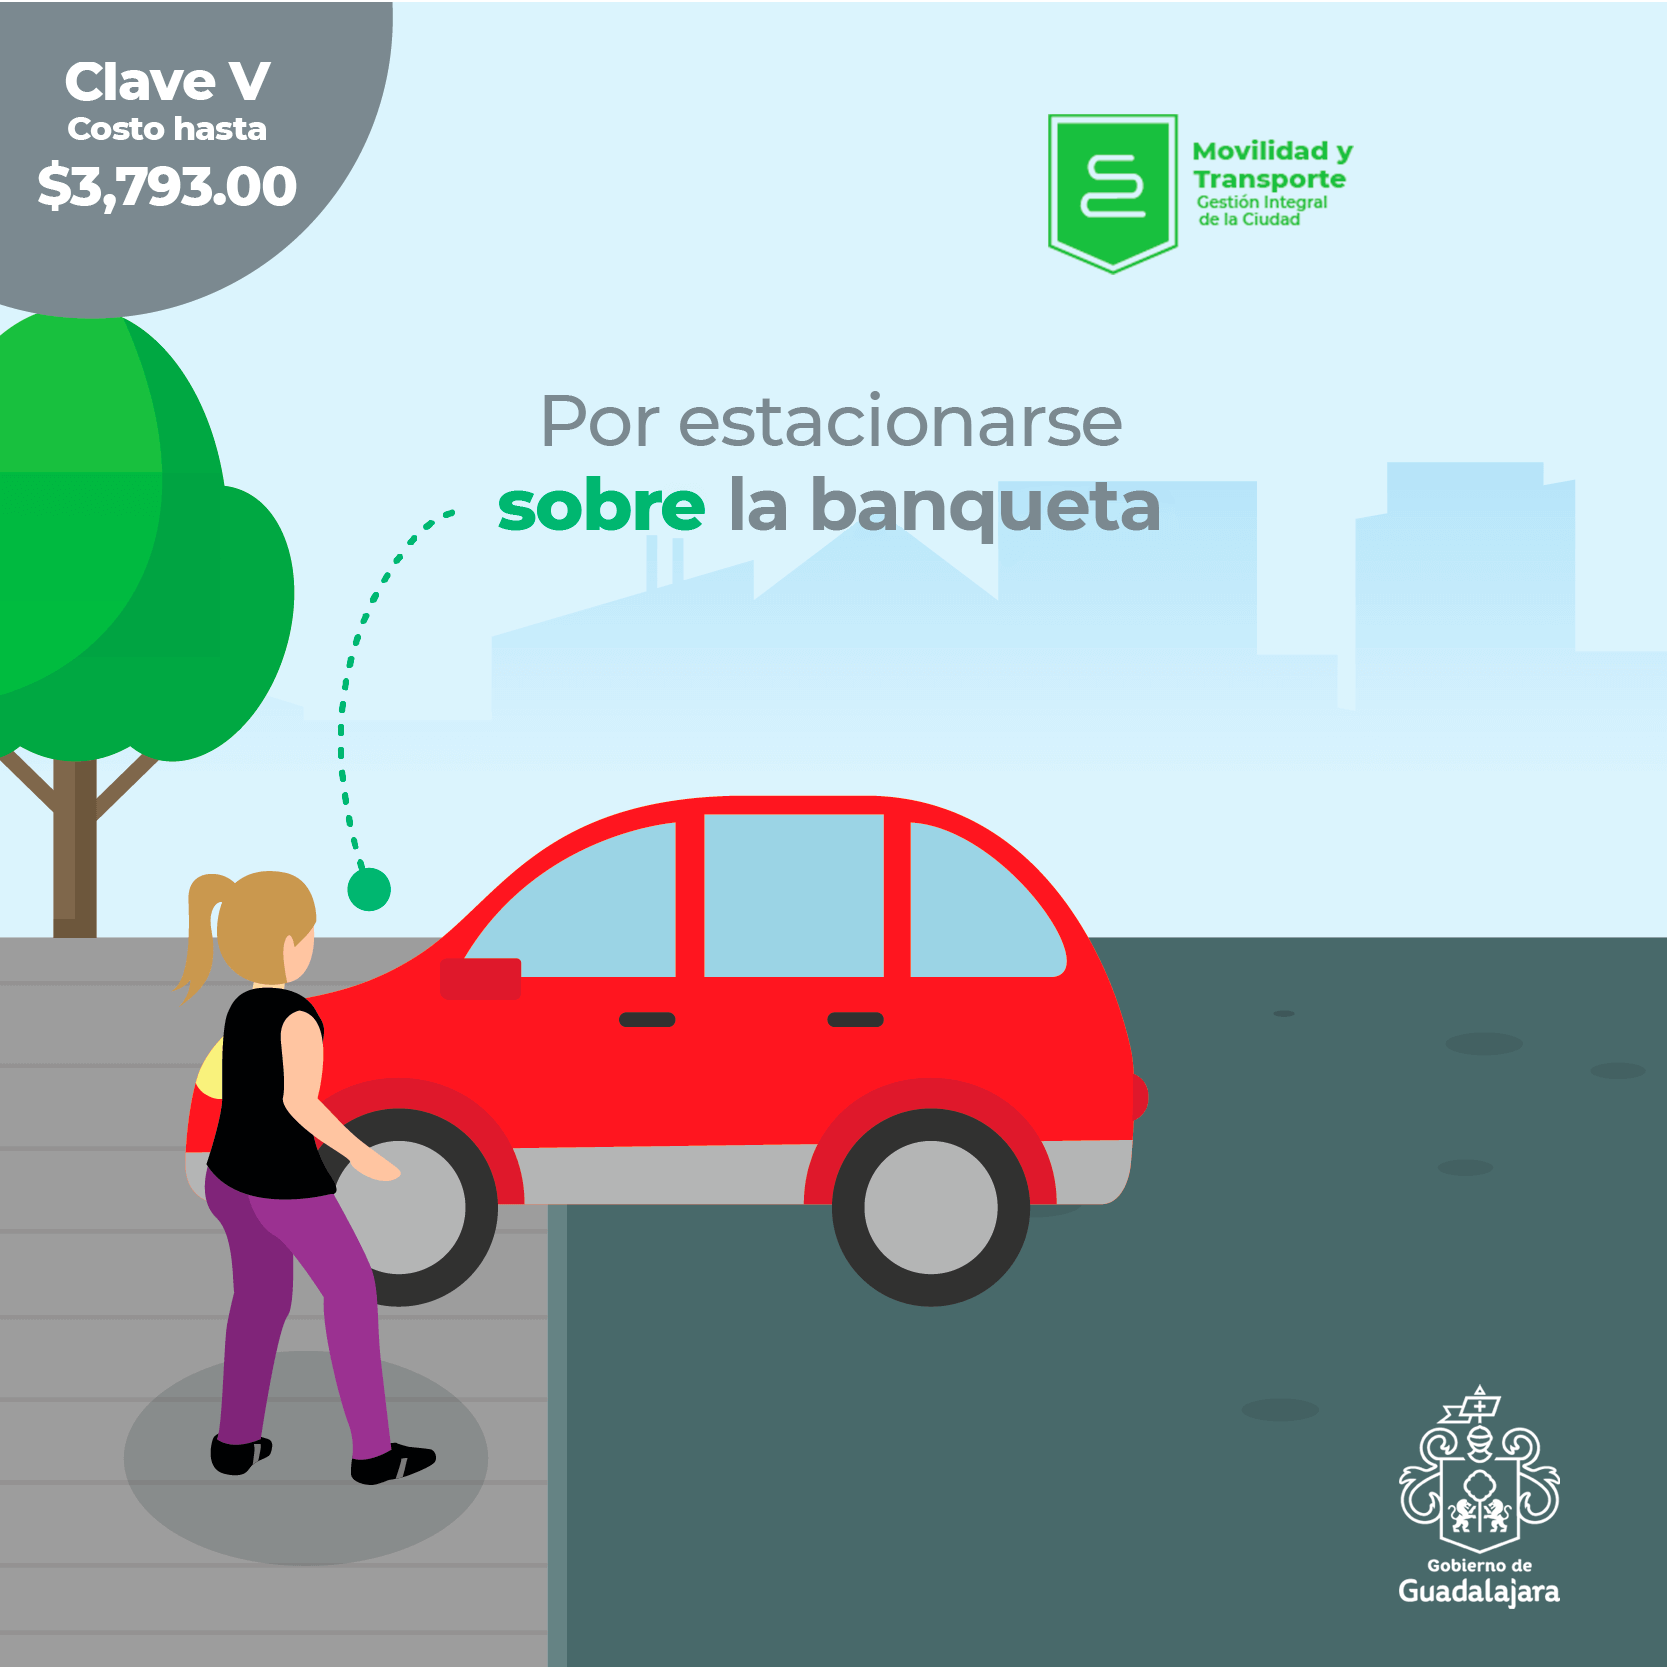 Clave V
Costo hasta
$3,793.00
Movilidad y
Transporte
Gestión Integral
de la Ciudad
Por estacionarse
sobre la banqueta
Gobierno de
Guadalajara